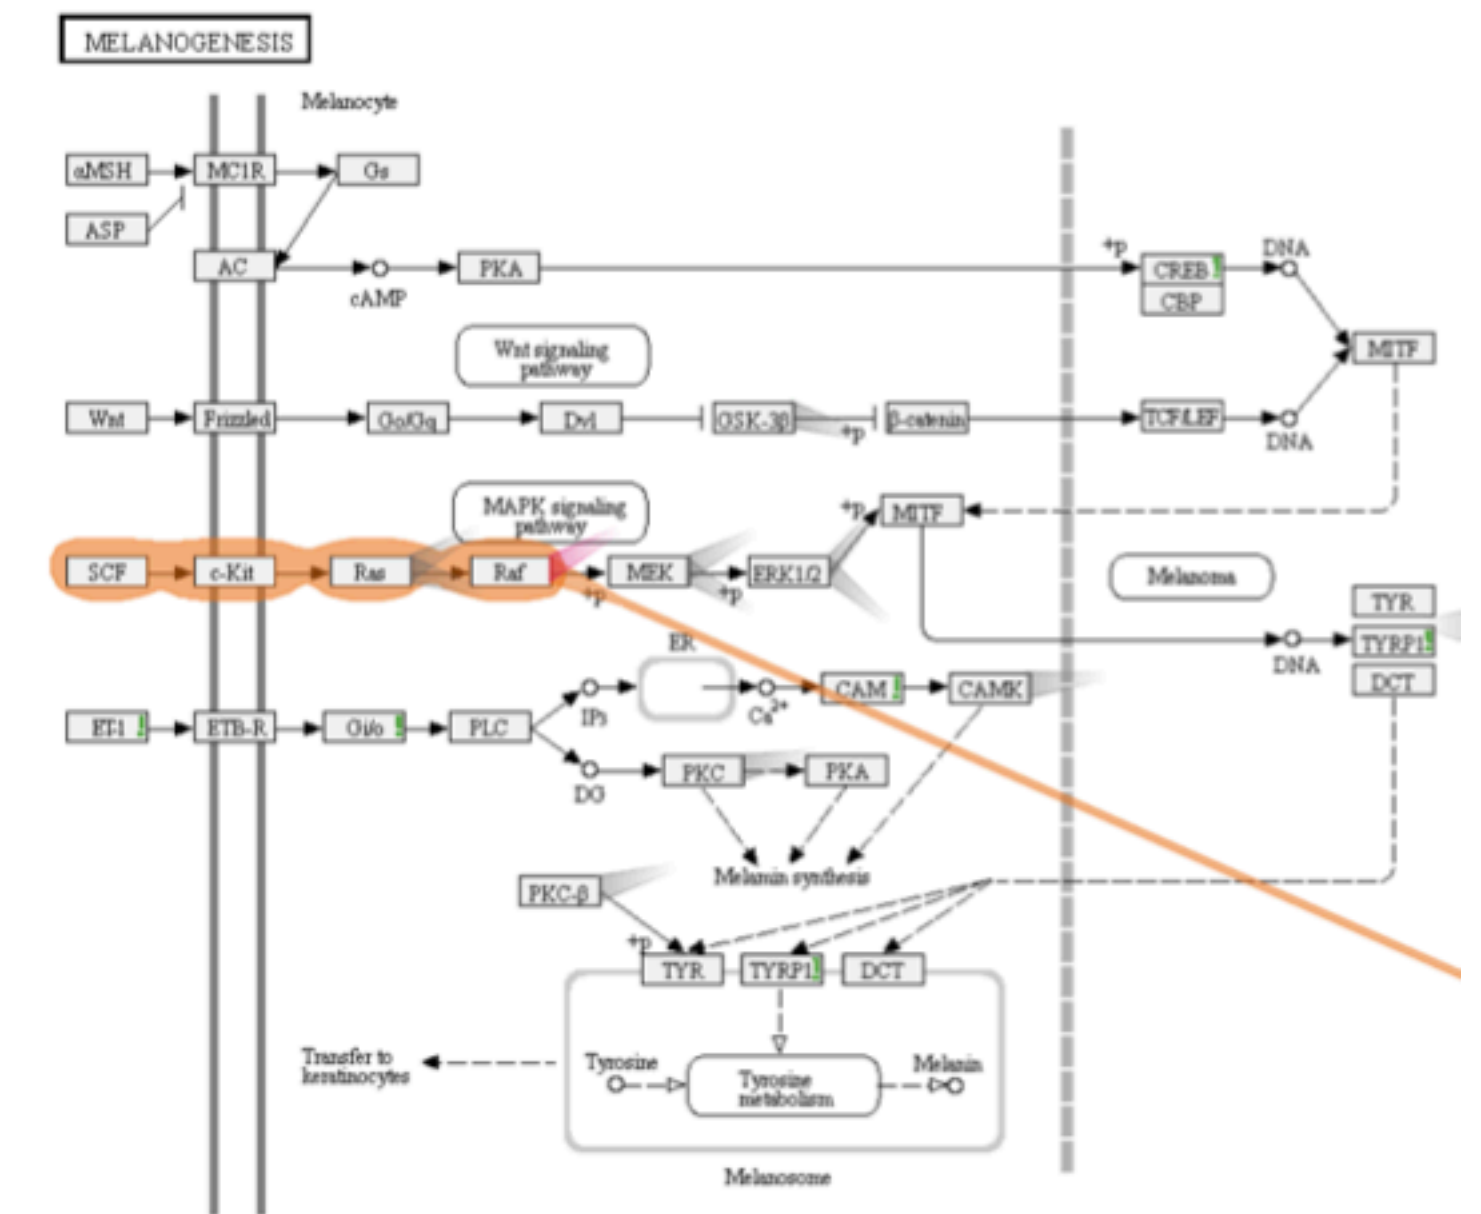 MELANOGENESIS
Melanocyte
αMSH
MC1R
Gs
ASP
AC
cAMP
PKA
+p
CREB
CBP
DNA
MITF
Wnt signaling
pathway
Wnt
Frizzled
Go/Gq
Dvl
GSK-3β
+p
β-catenin
TCF/LEF
DNA
MAPK signaling
pathway
SCF
c-Kit
Ras
Raf
+p
MEK
+p
ERK1/2
+p
MITF
Melanoma
TYR
TYRP1
DCT
DNA
ER
IP3
Ca2+
CAM
CAMK
ET-1
ETB-R
Gi/o
PLC
DG
PKC
PKA
Melanin synthesis
PKC-β
+p
TYR
TYRP1
DCT
Transfer to
keratinocytes
Tyrosine
Tyrosine
metabolism
Melanin
Melanosome